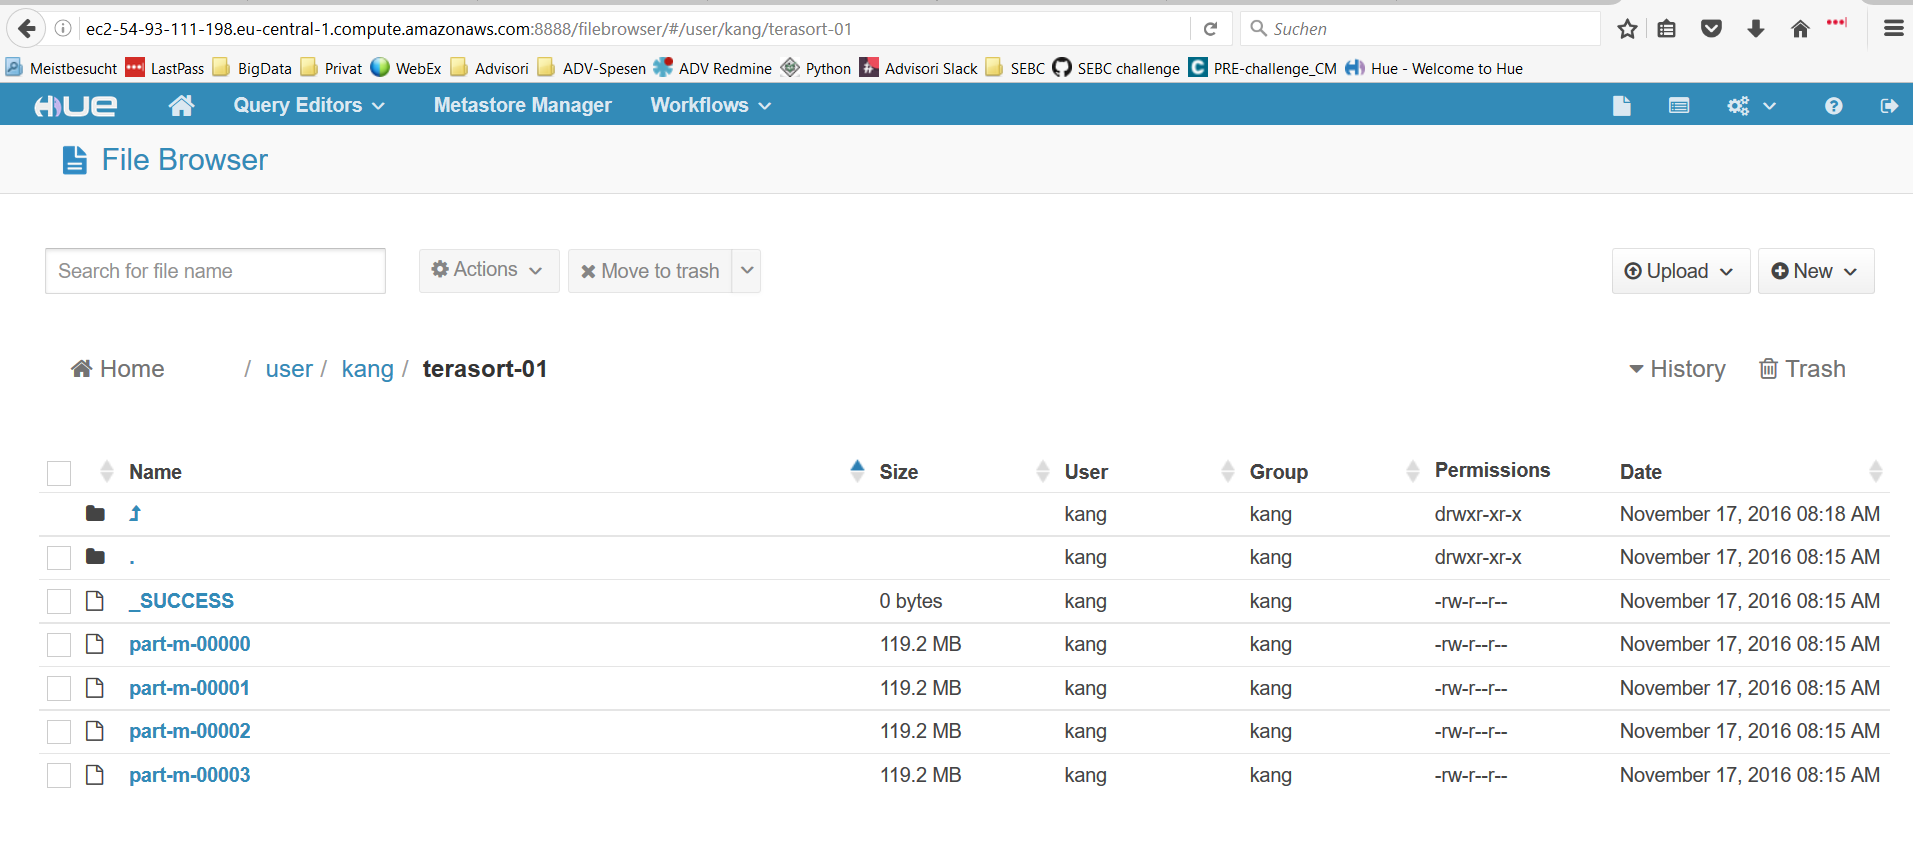 ec2-54-93-111-198.eu-central-1.compute.amazonaws.com:8888/filebrowser/#/user/kang/terasort-01 Suchen
Meistbesucht LastPass BigData Privat WebEx Advisori ADV-Spesen ADV Redmine Python Advisori Slack SEBC SEBC challenge PRE-challenge_CM Hue - Welcome to Hue
HUE Query Editors Metastore Manager Workflows
File Browser
Search for file name Actions Move to trash Upload New
Home / user / kang / terasort-01 History Trash
Name Size User Group Permissions Date
kang kang drwxr-xr-x November 17, 2016 08:18 AM
. kang kang drwxr-xr-x November 17, 2016 08:15 AM
_SUCCESS 0 bytes kang kang -rw-r--r-- November 17, 2016 08:15 AM
part-m-00000 119.2 MB kang kang -rw-r--r-- November 17, 2016 08:15 AM
part-m-00001 119.2 MB kang kang -rw-r--r-- November 17, 2016 08:15 AM
part-m-00002 119.2 MB kang kang -rw-r--r-- November 17, 2016 08:15 AM
part-m-00003 119.2 MB kang kang -rw-r--r-- November 17, 2016 08:15 AM